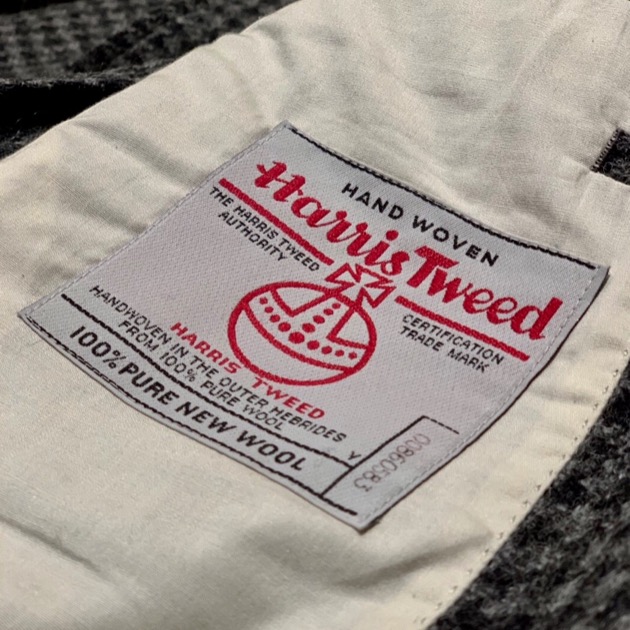 HAND WOVEN
Harris Tweed
THE HARRIS TWEED
AUTHORITY
CERTIFICATION
TRADE MARK
HARRIS TWEED
HANDWOVEN IN THE OUTER HEBRIDES
FROM 100% PURE WOOL
100% PURE NEW WOOL
Y
00860583